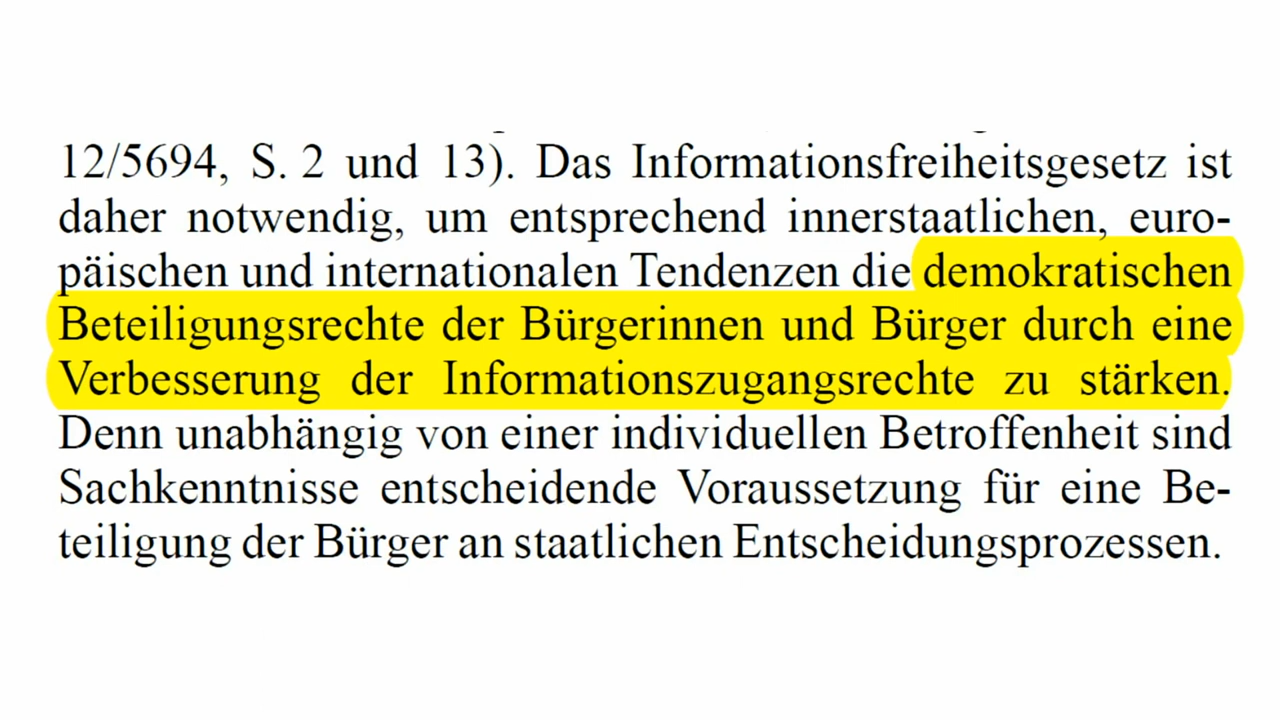 12/5694, S. 2 und 13). Das Informationsfreiheitsgesetz ist
daher notwendig, um entsprechend innerstaatlichen, euro-
päischen und internationalen Tendenzen die demokratischen
Beteiligungsrechte der Bürgerinnen und Bürger durch eine
Verbesserung der Informationszugangsrechte zu stärken.
Denn unabhängig von einer individuellen Betroffenheit sind
Sachkenntnisse entscheidende Voraussetzung für eine Be-
teiligung der Bürger an staatlichen Entscheidungsprozessen.